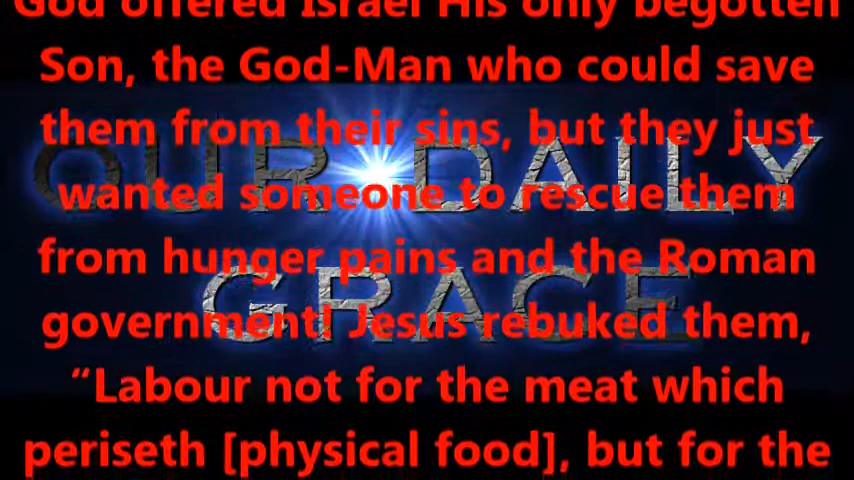 God offered Israel His only begotten
Son, the God-Man who could save
them from their sins, but they just
wanted someone to rescue them
from hunger pains and the Roman
government! Jesus rebuked them,
“Labour not for the meat which
periseth [physical food], but for the
OUR DAILY
GRACE